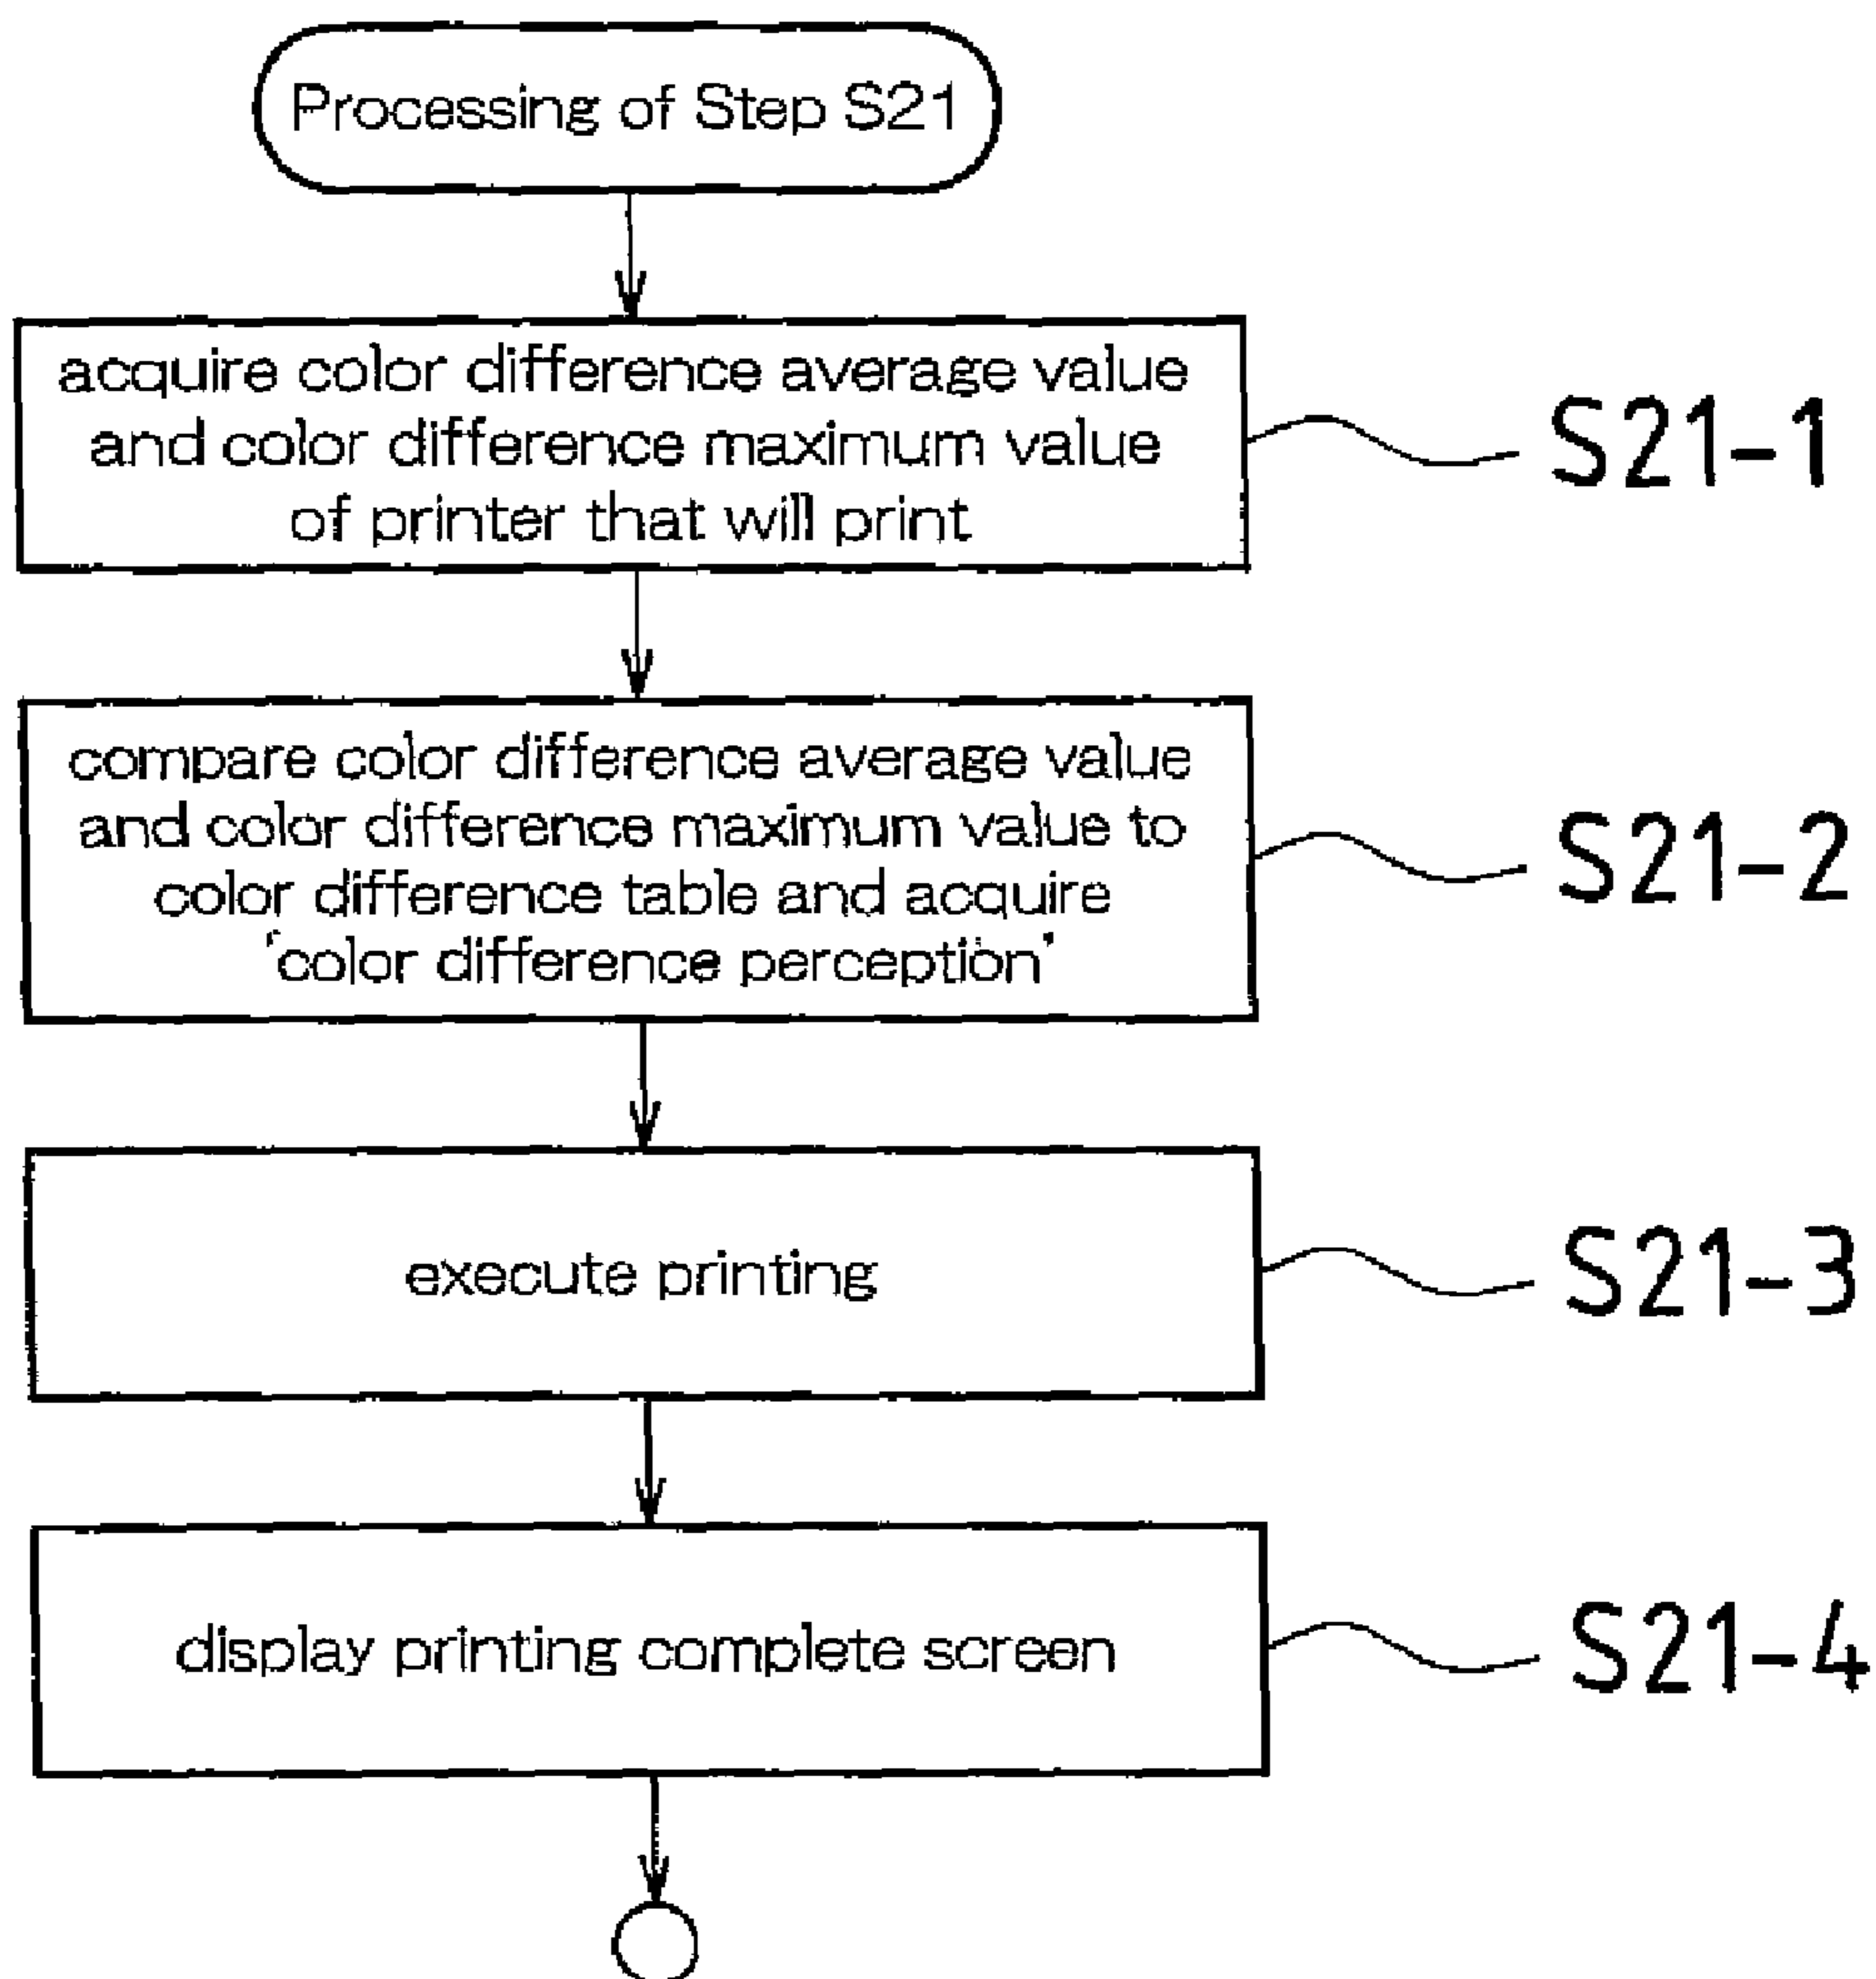 Processing of Step S21
acquire color difference average value
and color difference maximum value
of printer that will print
S21-1
compare color difference average value
and color difference maximum value to
color difference table and acquire
'color difference perception'
S21-2
execute printing
S21-3
display printing complete screen
S21-4